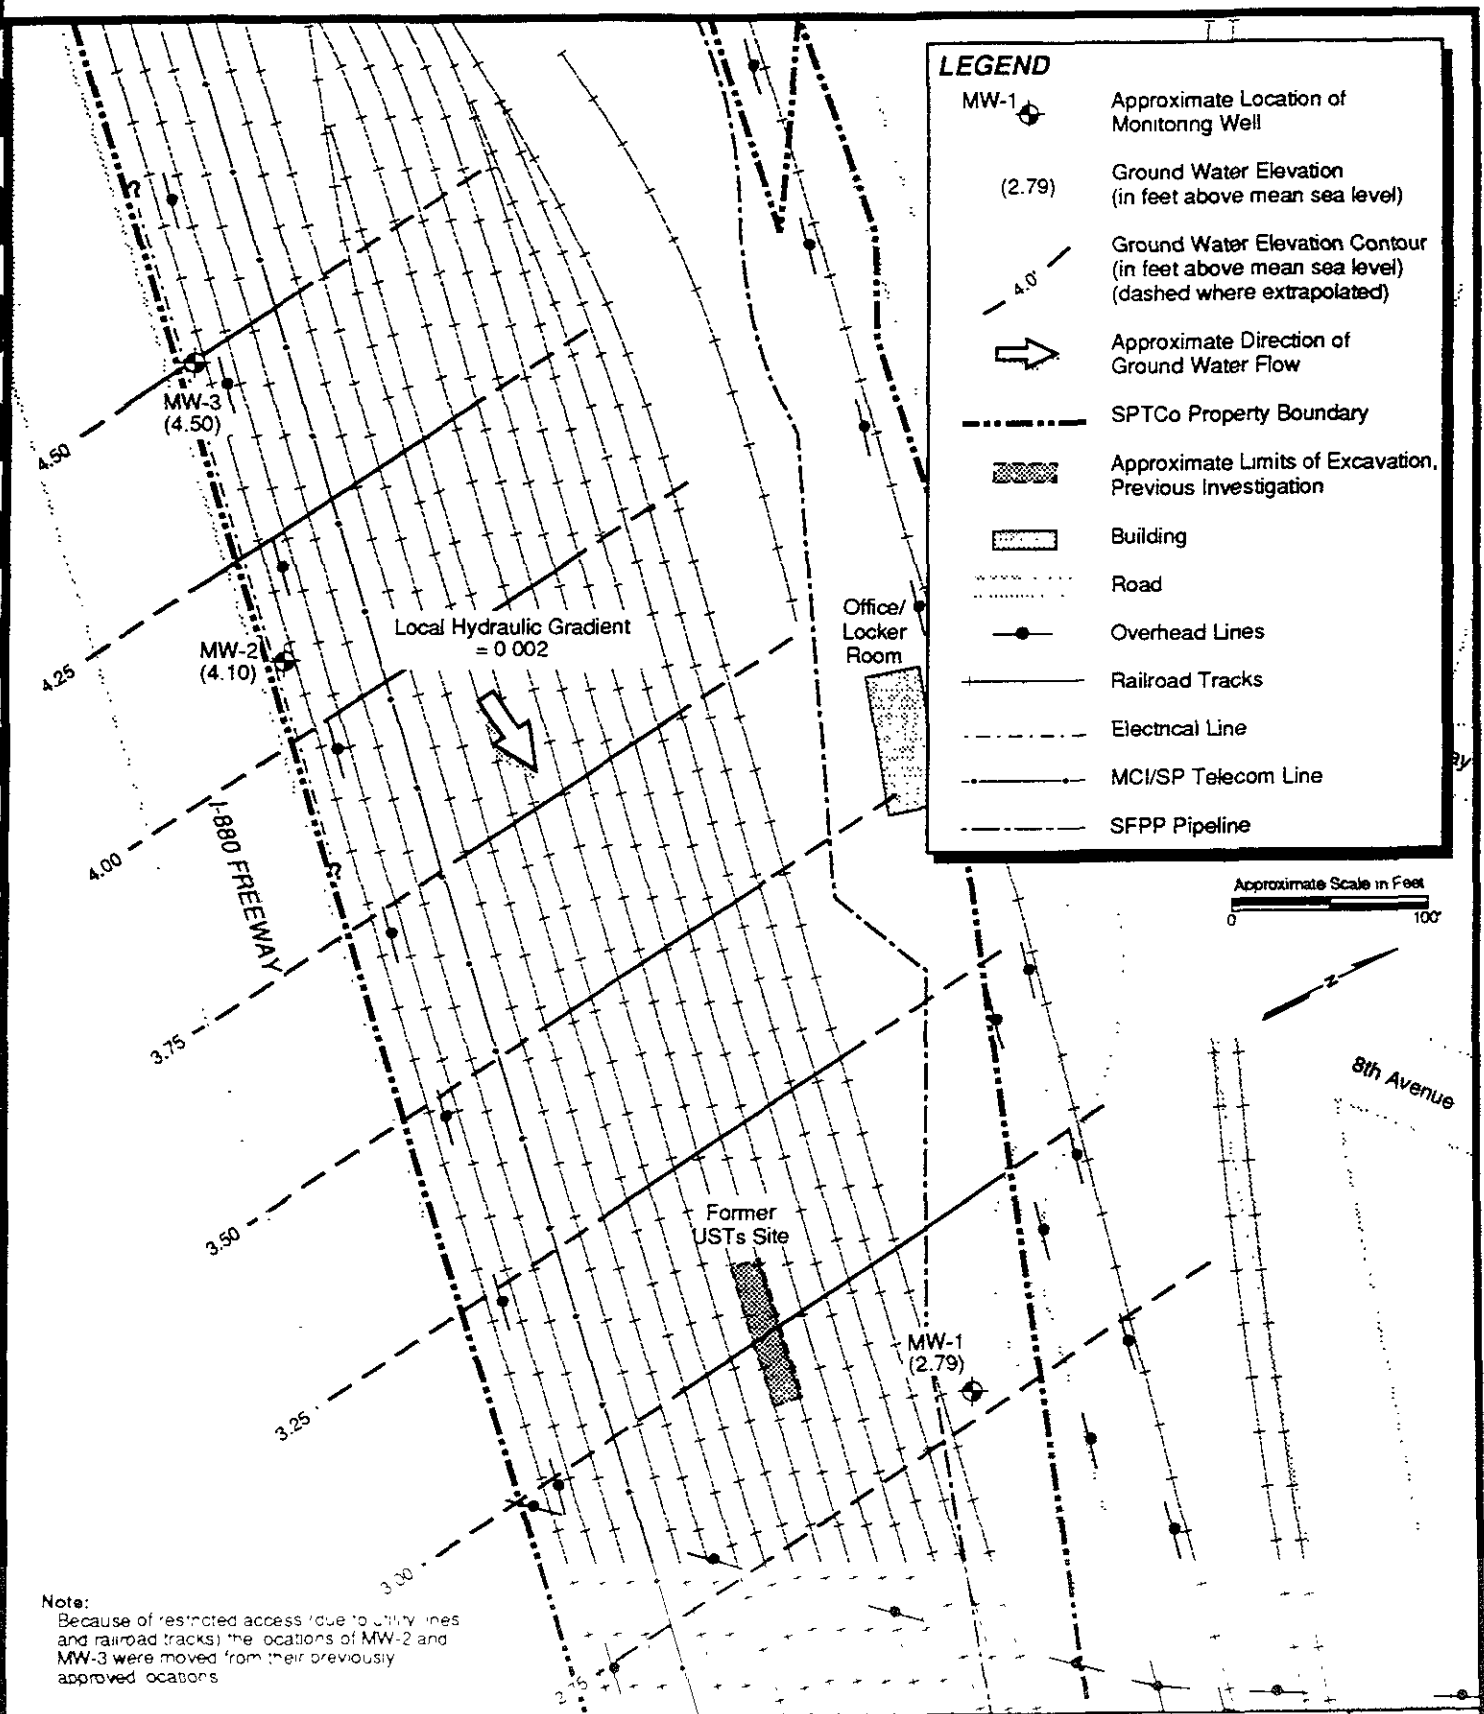 LEGEND
MW-1
Approximate Location of
Monitoring Well
(2.79)
Ground Water Elevation
(in feet above mean sea level)
4.0'
Ground Water Elevation Contour
(in feet above mean sea level)
(dashed where extrapolated)
Approximate Direction of
Ground Water Flow
SPTCo Property Boundary
Approximate Limits of Excavation,
Previous Investigation
Building
Road
Overhead Lines
Railroad Tracks
Electrical Line
MCI/SP Telecom Line
SFPP Pipeline
Approximate Scale in Feet
0 100'
N
8th Avenue
MW-3
(4.50)
4.50
MW-2
(4.10)
4.25
Local Hydraulic Gradient
= 0 002
Office/
Locker
Room
4.00
I-880 FREEWAY
3.75
3.50
Former
USTs Site
MW-1
(2.79)
3.25
3.00
2.75
Note:
Because of restricted access (due to utility lines
and railroad tracks) the locations of MW-2 and
MW-3 were moved from their previously
approved locations